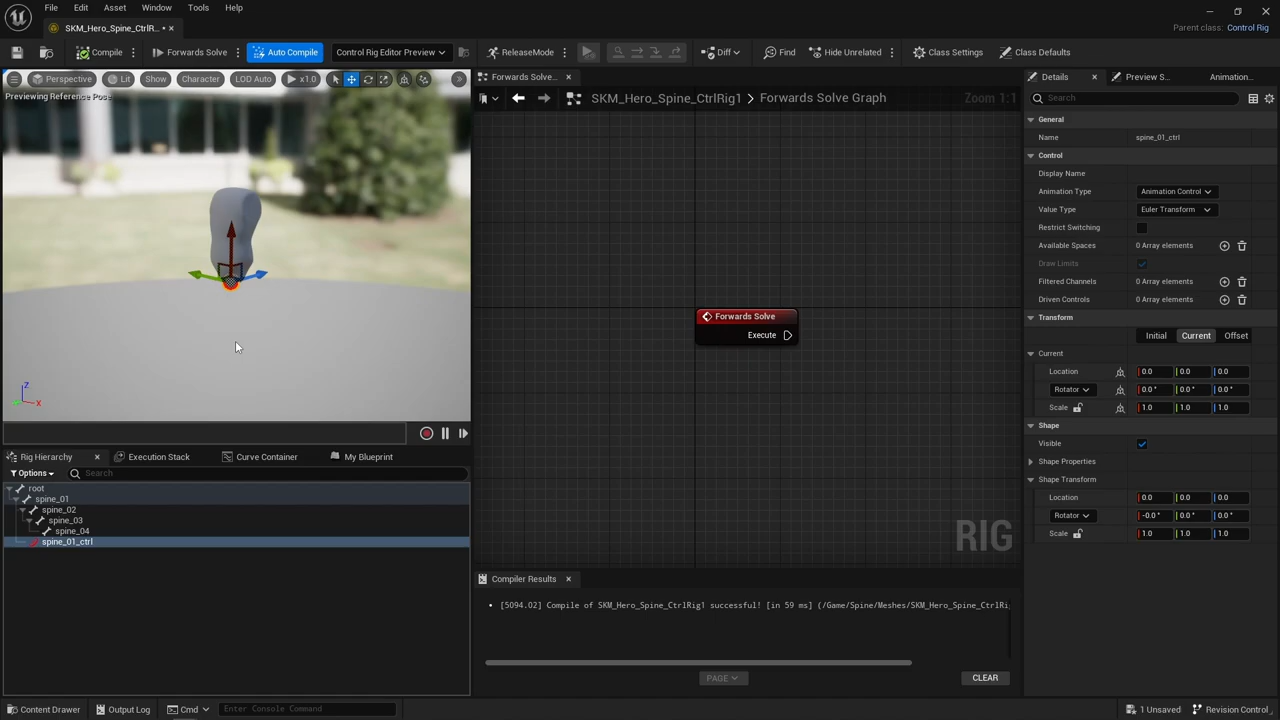 File Edit Asset Window Tools Help
SKM_Hero_Spine_CtrlR... •
Parent class: Control Rig
Compile Forwards Solve Auto Compile Control Rig Editor Preview ReleaseMode Diff Find Hide Unrelated Class Settings Class Defaults
Perspective Lit Show Character LOD Auto x1.0
Previewing Reference Pose
Z
X
Forwards Solve...
SKM_Hero_Spine_CtrlRig1 > Forwards Solve Graph Zoom 1:1
Forwards Solve
Execute
RIG
Details Preview S... Animation...
Search
General
Name spine_01_ctrl
Control
Display Name
Animation Type Animation Control
Value Type Euler Transform
Restrict Switching
Available Spaces 0 Array elements
Draw Limits
Filtered Channels 0 Array elements
Driven Controls 0 Array elements
Transform
Initial Current Offset
Current
Location 0.0 0.0 0.0
Rotator 0.0 ° 0.0 ° 0.0 °
Scale 1.0 1.0 1.0
Shape
Visible
Shape Properties
Shape Transform
Location 0.0 0.0 0.0
Rotator -0.0 ° 0.0 ° 0.0 °
Scale 1.0 1.0 1.0
Rig Hierarchy Execution Stack Curve Container My Blueprint
Options Search
root
spine_01
spine_02
spine_03
spine_04
spine_01_ctrl
Compiler Results
• [5094.02] Compile of SKM_Hero_Spine_CtrlRig1 successful! [in 59 ms] (/Game/Spine/Meshes/SKM_Hero_Spine_CtrlRi
PAGE CLEAR
Content Drawer Output Log Cmd Enter Console Command 1 Unsaved Revision Control